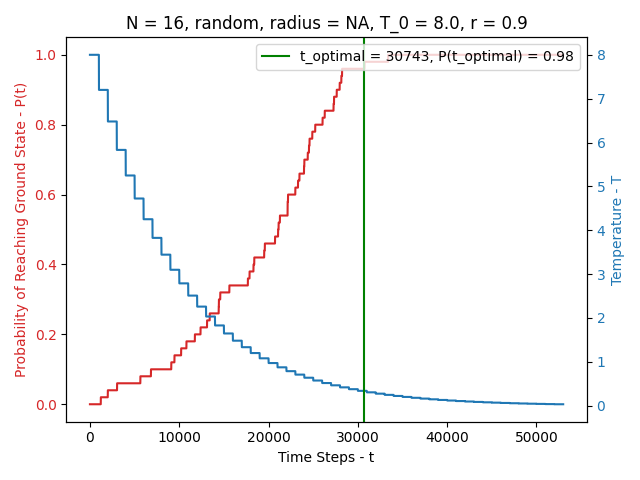 N = 16, random, radius = NA, T_0 = 8.0, r = 0.9
t_optimal = 30743, P(t_optimal) = 0.98
Probability of Reaching Ground State - P(t)
1.0
0.8
0.6
0.4
0.2
0.0
8
7
6
5
4
3
2
1
0
Temperature - T
0 10000 20000 30000 40000 50000
Time Steps - t